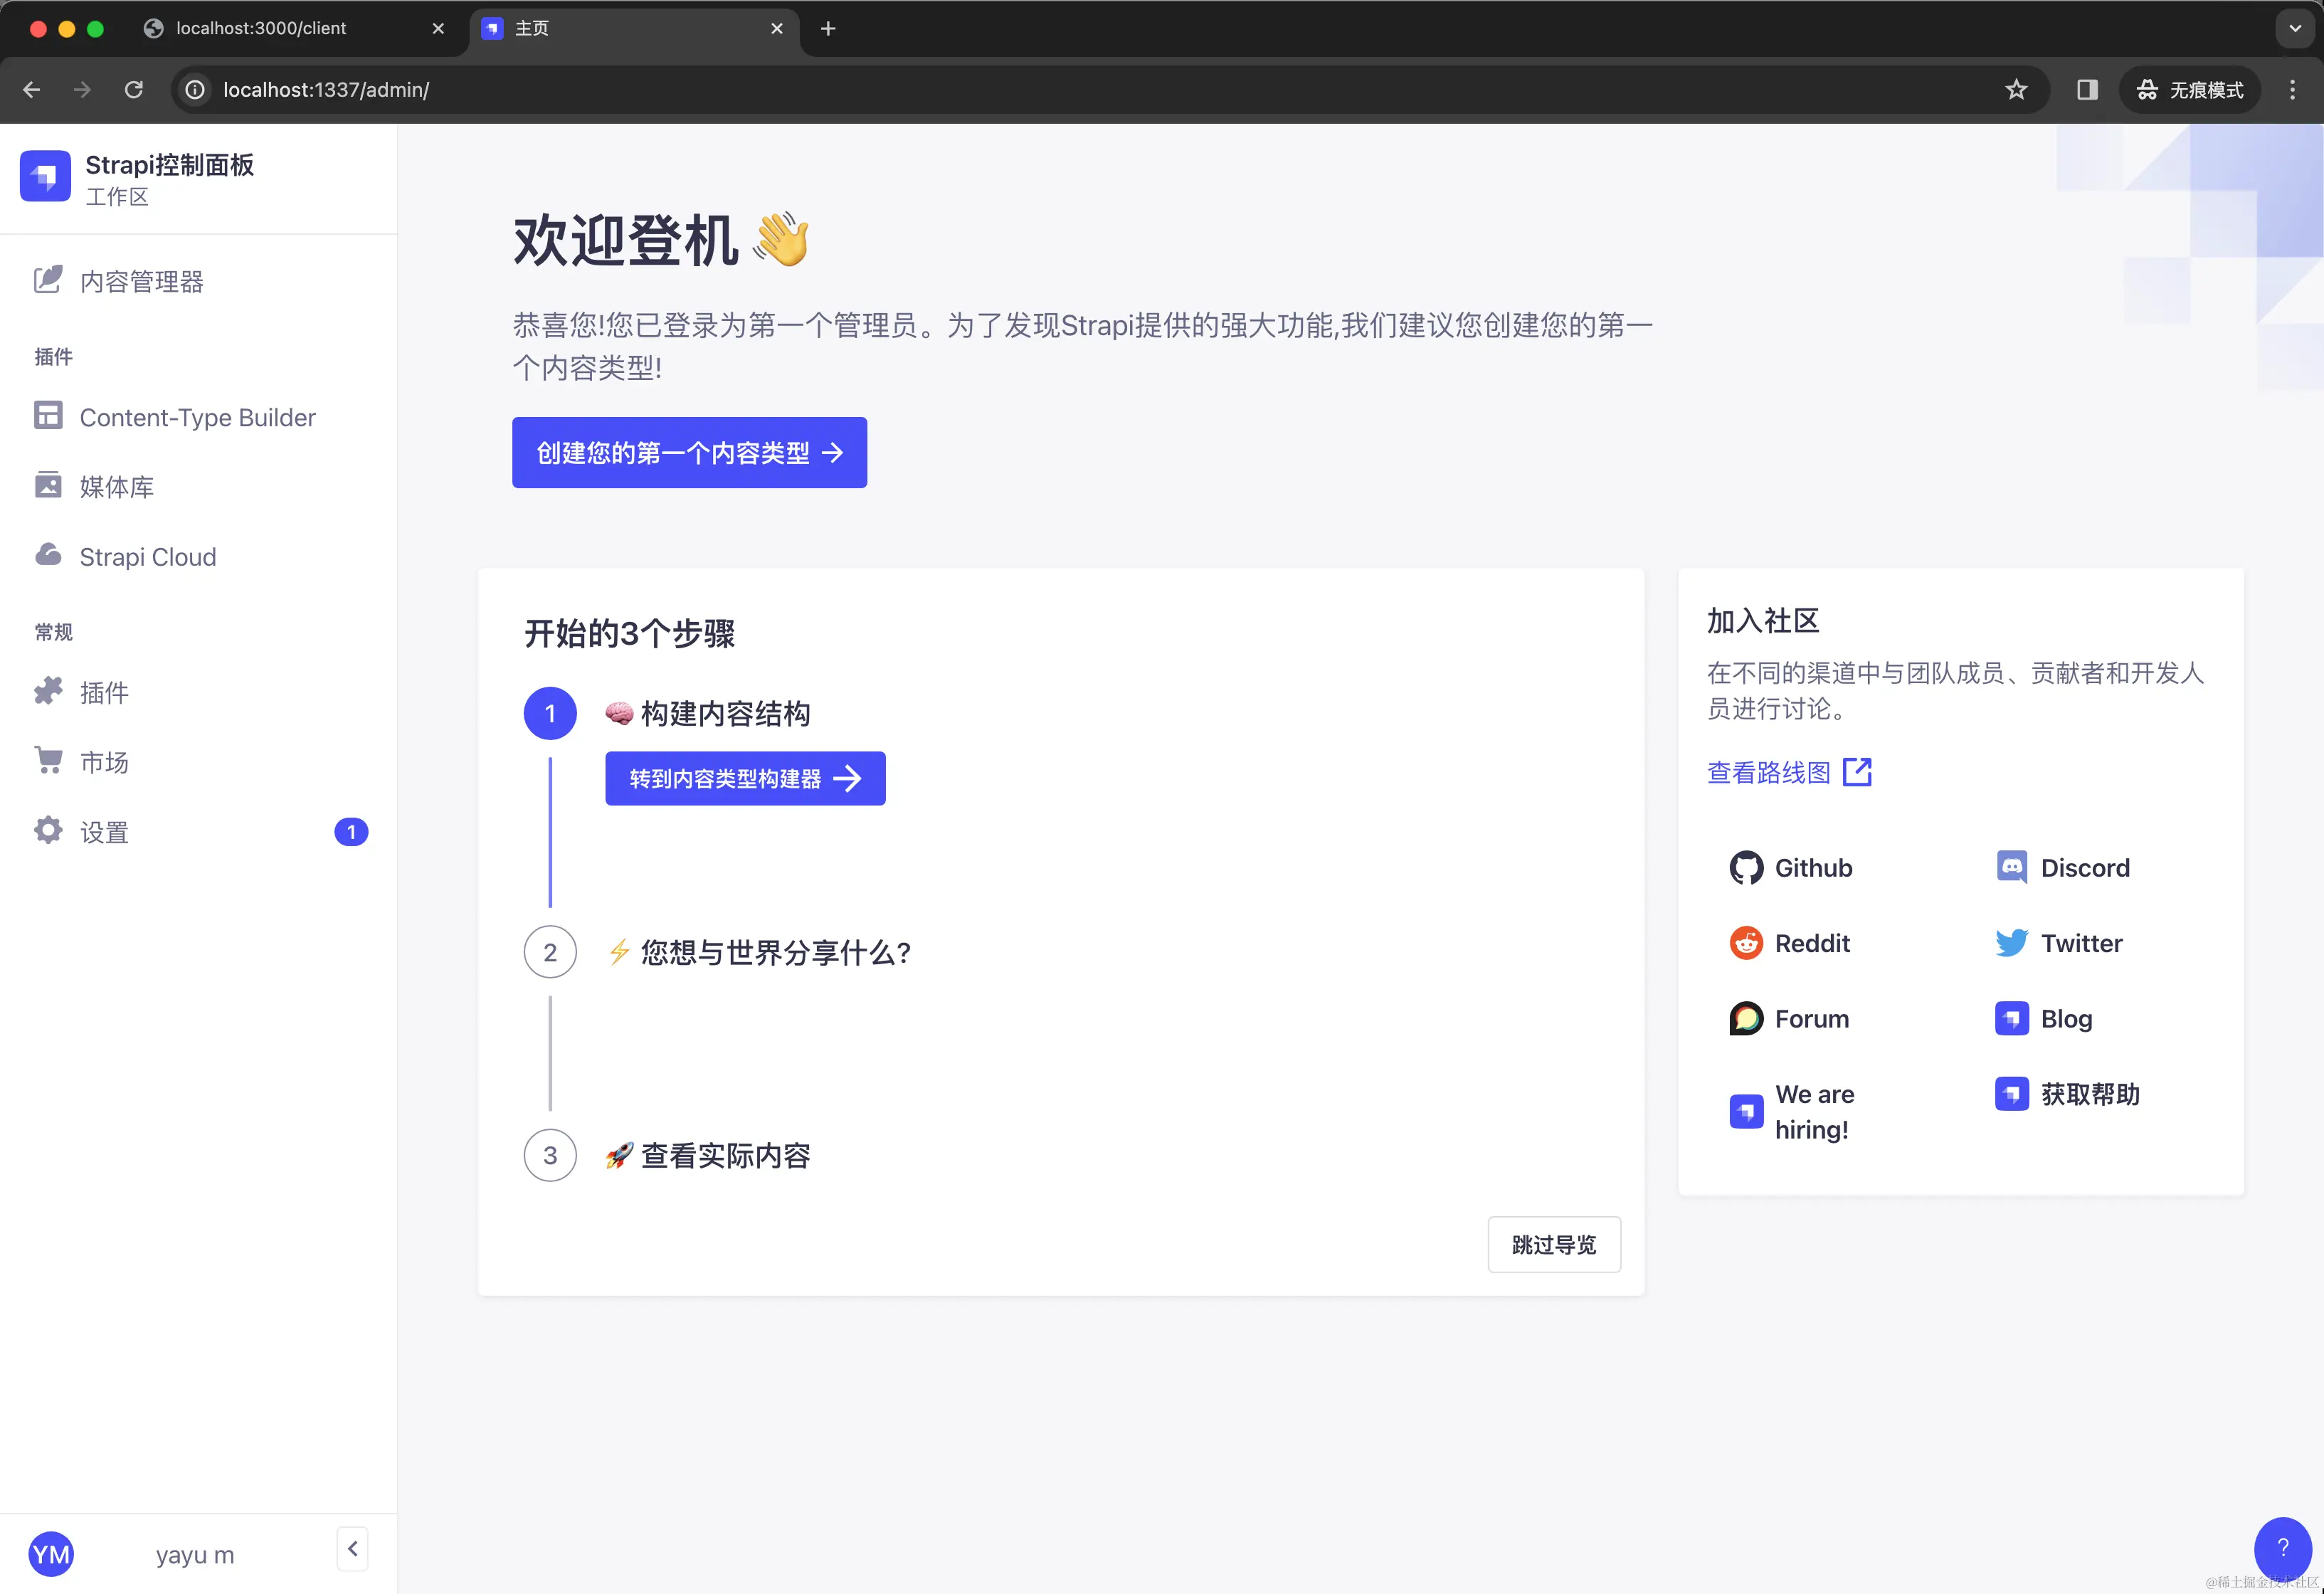 localhost:3000/client
主页
localhost:1337/admin/
无痕模式
Strapi控制面板
工作区
内容管理器
插件
Content-Type Builder
媒体库
Strapi Cloud
常规
插件
市场
设置
1
YM
yayu m
欢迎登机 👋
恭喜您!您已登录为第一个管理员。为了发现Strapi提供的强大功能,我们建议您创建您的第一
个内容类型!
创建您的第一个内容类型
开始的3个步骤
1
🧠 构建内容结构
转到内容类型构建器
2
⚡️ 您想与世界分享什么?
3
🚀 查看实际内容
跳过导览
加入社区
在不同的渠道中与团队成员、贡献者和开发人
员进行讨论。
查看路线图
Github
Discord
Reddit
Twitter
Forum
Blog
We are
hiring!
获取帮助
?
@稀土掘金技术社区